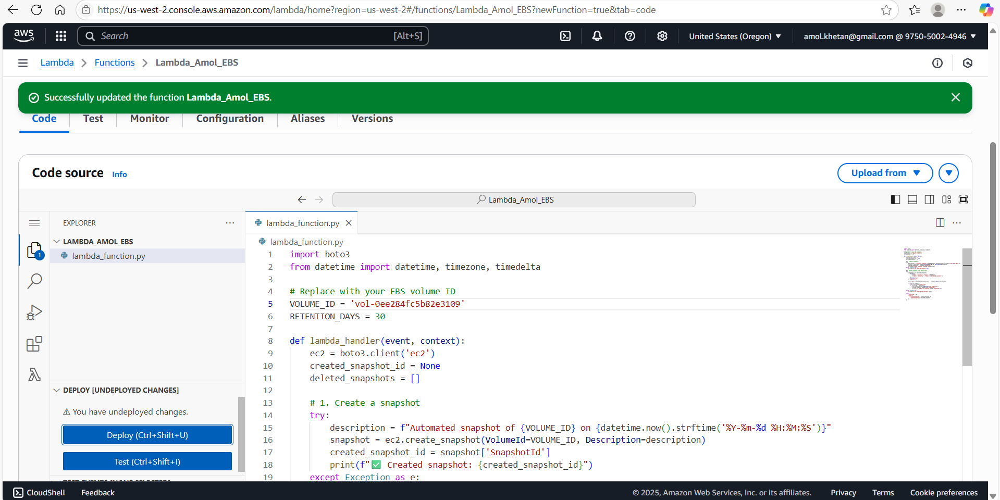 https://us-west-2.console.aws.amazon.com/lambda/home?region=us-west-2#/functions/Lambda_Amol_EBS?newFunction=true&tab=code
aws
Search
[Alt+S]
United States (Oregon)
amol.khetan@gmail.com @ 9750-5002-4946
Lambda > Functions > Lambda_Amol_EBS
Successfully updated the function Lambda_Amol_EBS.
Code
Test
Monitor
Configuration
Aliases
Versions
Code source
Info
Upload from
Lambda_Amol_EBS
EXPLORER
LAMBDA_AMOL_EBS
lambda_function.py
1
DEPLOY [UNDEPLOYED CHANGES]
You have undeployed changes.
Deploy (Ctrl+Shift+U)
Test (Ctrl+Shift+I)
TEST EVENTS [NONE SELECTED]
lambda_function.py
lambda_function.py
1 import boto3
2 from datetime import datetime, timezone, timedelta
3
4 # Replace with your EBS volume ID
5 VOLUME_ID = 'vol-0ee284fc5b82e3109'
6 RETENTION_DAYS = 30
7
8 def lambda_handler(event, context):
9 ec2 = boto3.client('ec2')
10 created_snapshot_id = None
11 deleted_snapshots = []
12
13 # 1. Create a snapshot
14 try:
15 description = f"Automated snapshot of {VOLUME_ID} on {datetime.now().strftime('%Y-%m-%d %H:%M:%S')}"
16 snapshot = ec2.create_snapshot(VolumeId=VOLUME_ID, Description=description)
17 created_snapshot_id = snapshot['SnapshotId']
18 print(f"✅ Created snapshot: {created_snapshot_id}")
19 except Exception as e:
CloudShell
Feedback
© 2025, Amazon Web Services, Inc. or its affiliates.
Privacy
Terms
Cookie preferences